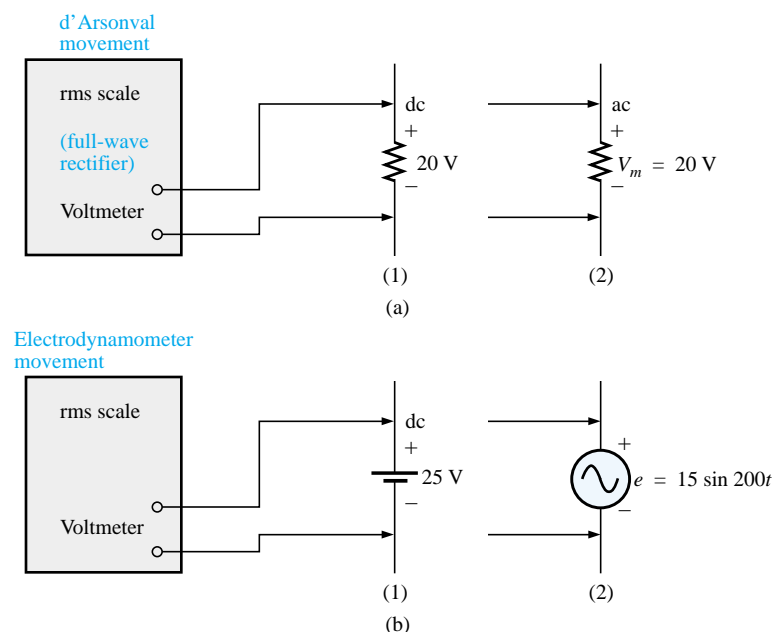 d’Arsonval
movement
rms scale
(full-wave
rectifier)
Voltmeter
dc
+
20 V
−
(1)
ac
+
Vm = 20 V
−
(2)
(a)
Electrodynamometer
movement
rms scale
Voltmeter
dc
+
25 V
−
(1)
+
e = 15 sin 200t
−
(2)
(b)